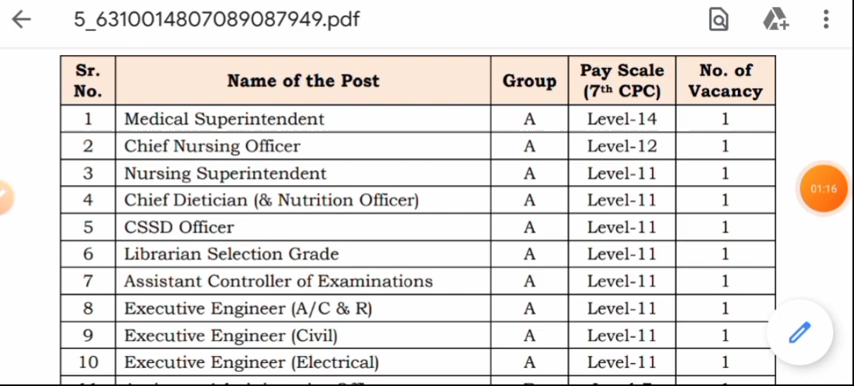 5_6310014807089087949.pdf
Sr. No. Name of the Post Group Pay Scale (7th CPC) No. of Vacancy
1 Medical Superintendent A Level-14 1
2 Chief Nursing Officer A Level-12 1
3 Nursing Superintendent A Level-11 1
4 Chief Dietician (& Nutrition Officer) A Level-11 1
5 CSSD Officer A Level-11 1
6 Librarian Selection Grade A Level-11 1
7 Assistant Controller of Examinations A Level-11 1
8 Executive Engineer (A/C & R) A Level-11 1
9 Executive Engineer (Civil) A Level-11 1
10 Executive Engineer (Electrical) A Level-11 1
01:16